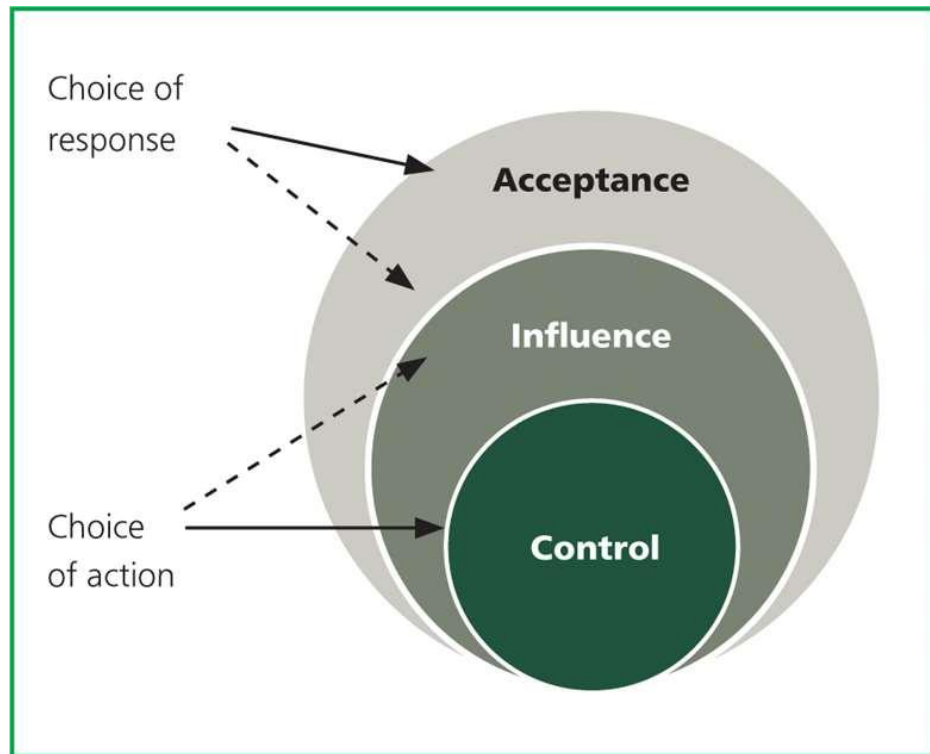 Choice of
response
Acceptance
Influence
Choice
of action
Control